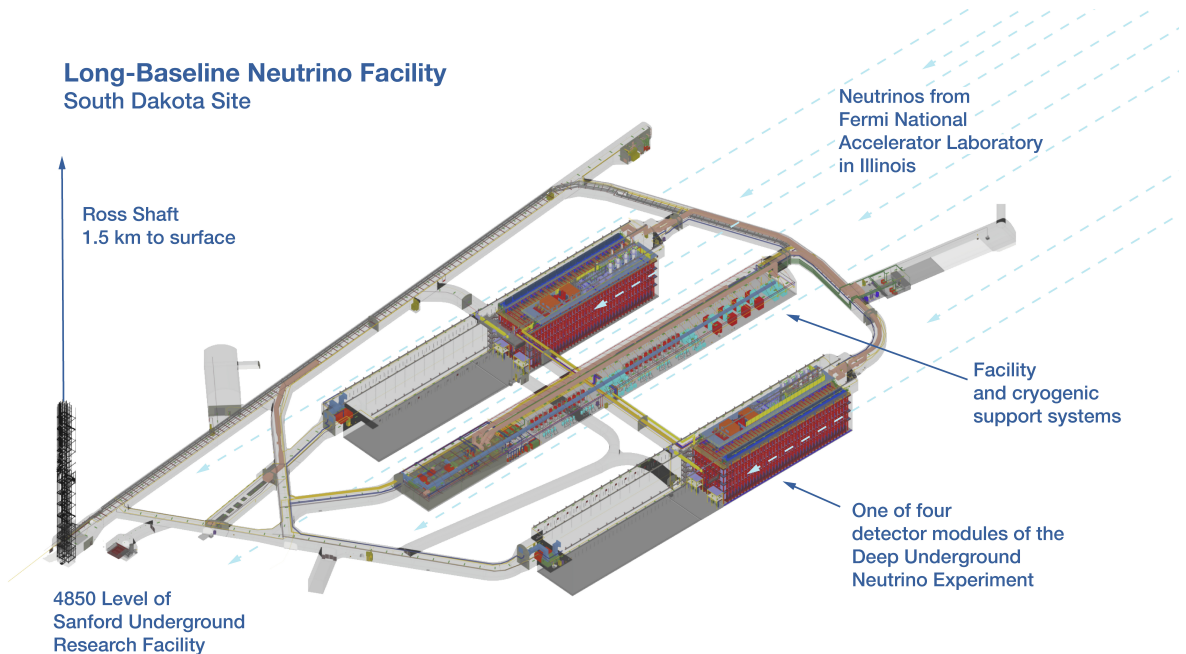 Long-Baseline Neutrino Facility
South Dakota Site
Neutrinos from
Fermi National
Accelerator Laboratory
in Illinois
Ross Shaft
1.5 km to surface
Facility
and cryogenic
support systems
One of four
detector modules of the
Deep Underground
Neutrino Experiment
4850 Level of
Sanford Underground
Research Facility